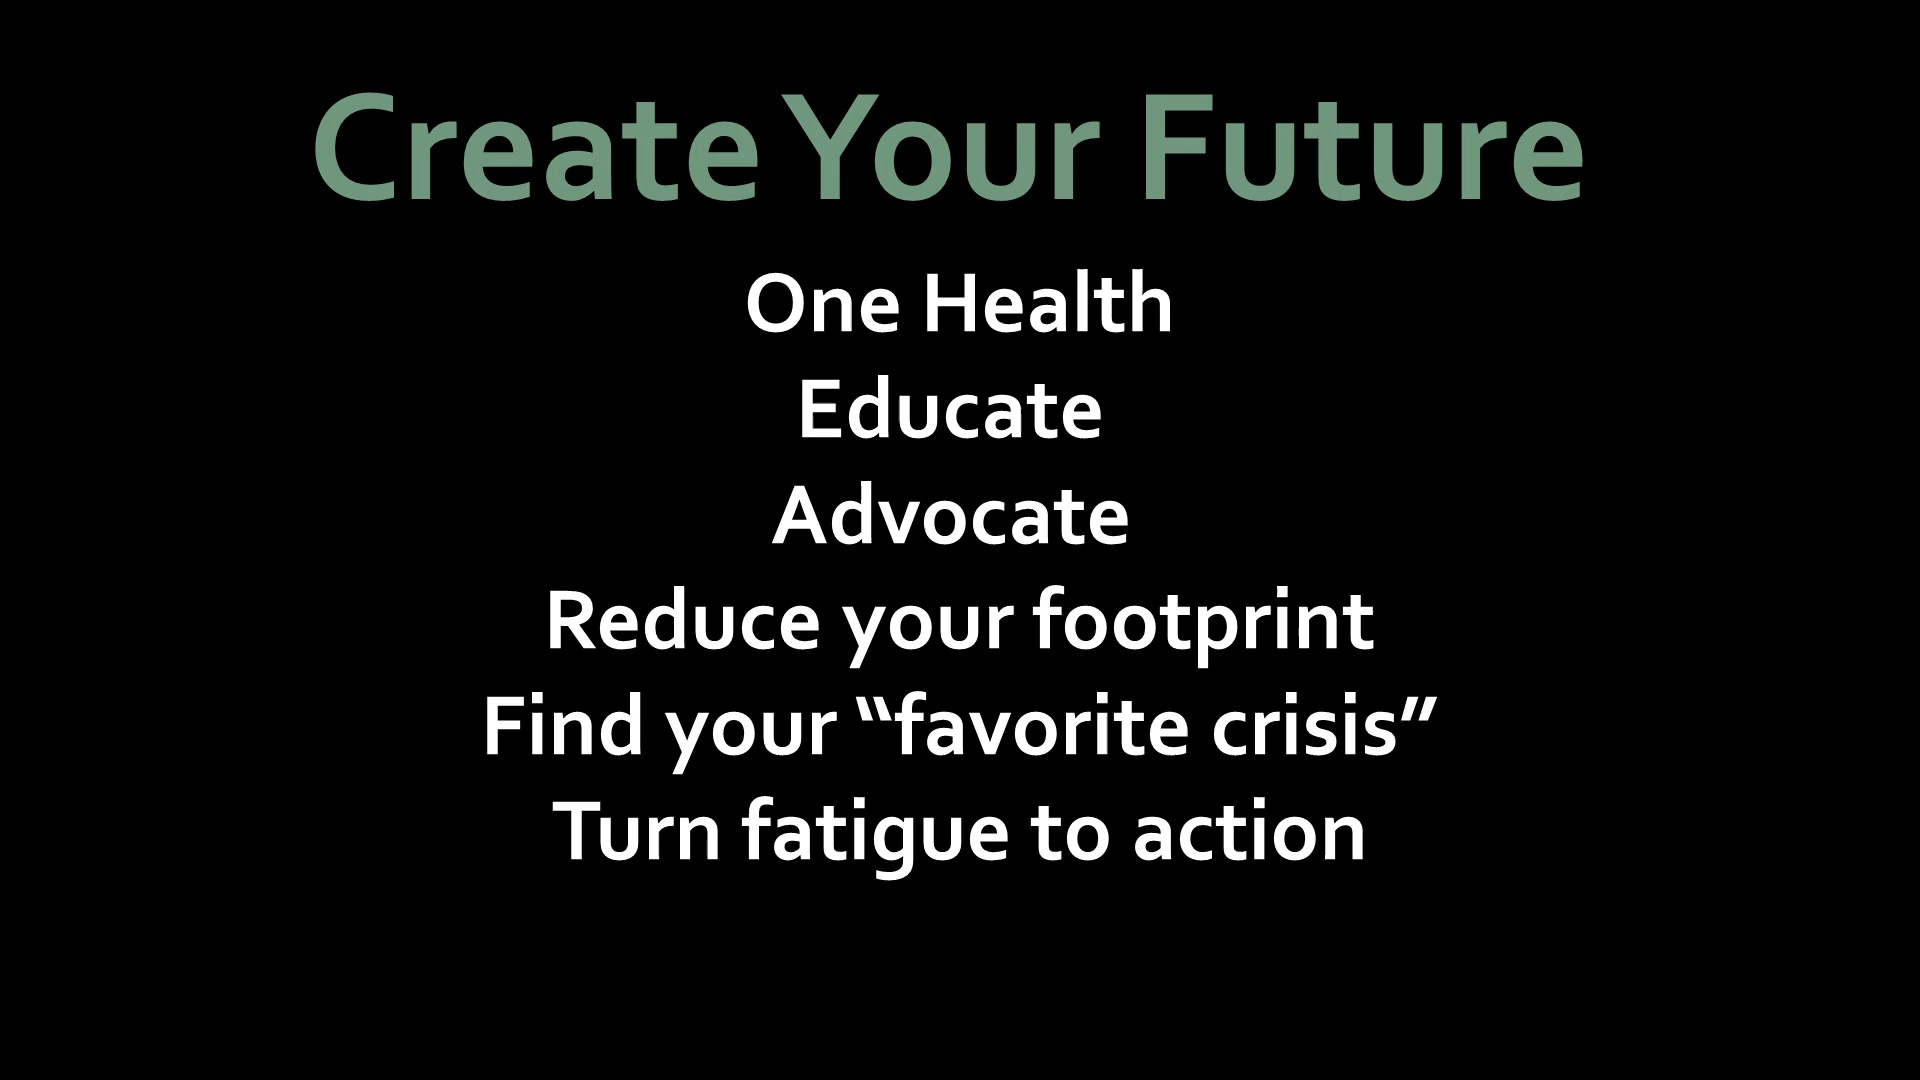 Create Your Future
One Health
Educate
Advocate
Reduce your footprint
Find your “favorite crisis”
Turn fatigue to action